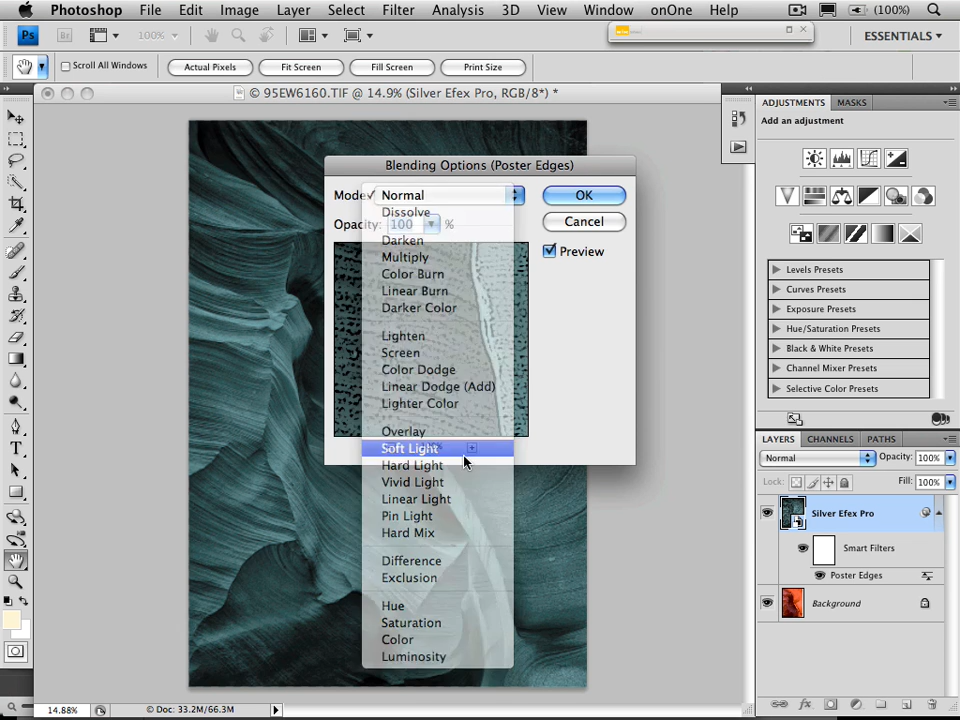 Photoshop File Edit Image Layer Select Filter Analysis 3D View Window onOne Help (100%)
Ps Br 100% ESSENTIALS
Scroll All Windows Actual Pixels Fit Screen Fill Screen Print Size
© 95EW6160.TIF @ 14.9% (Silver Efex Pro, RGB/8*) *
Blending Options (Poster Edges)
Mode ✓ Normal
Dissolve
Opacity: 100 %
Darken
Multiply
Color Burn
Linear Burn
Darker Color
Lighten
Screen
Color Dodge
Linear Dodge (Add)
Lighter Color
Overlay
Soft Light
Hard Light
Vivid Light
Linear Light
Pin Light
Hard Mix
Difference
Exclusion
Hue
Saturation
Color
Luminosity
OK
Cancel
Preview
ADJUSTMENTS MASKS
Add an adjustment
Levels Presets
Curves Presets
Exposure Presets
Hue/Saturation Presets
Black & White Presets
Channel Mixer Presets
Selective Color Presets
LAYERS CHANNELS PATHS
Normal Opacity: 100%
Lock: Fill: 100%
Silver Efex Pro
Smart Filters
Poster Edges
Background
fx
T
14.88% © Doc: 33.2M/66.3M